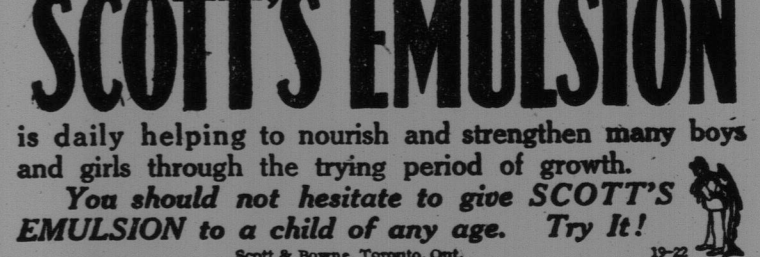 SCOTT'S EMULSION
is daily helping to nourish and strengthen many boys
and girls through the trying period of growth.
You should not hesitate to give SCOTT'S
EMULSION to a child of any age. Try It!
Scott & Bowne, Toronto, Ont. 19-22